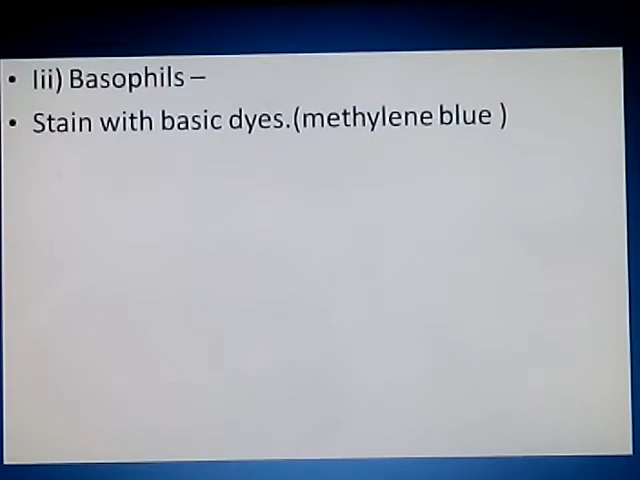 • Iii) Basophils –
• Stain with basic dyes.(methylene blue )